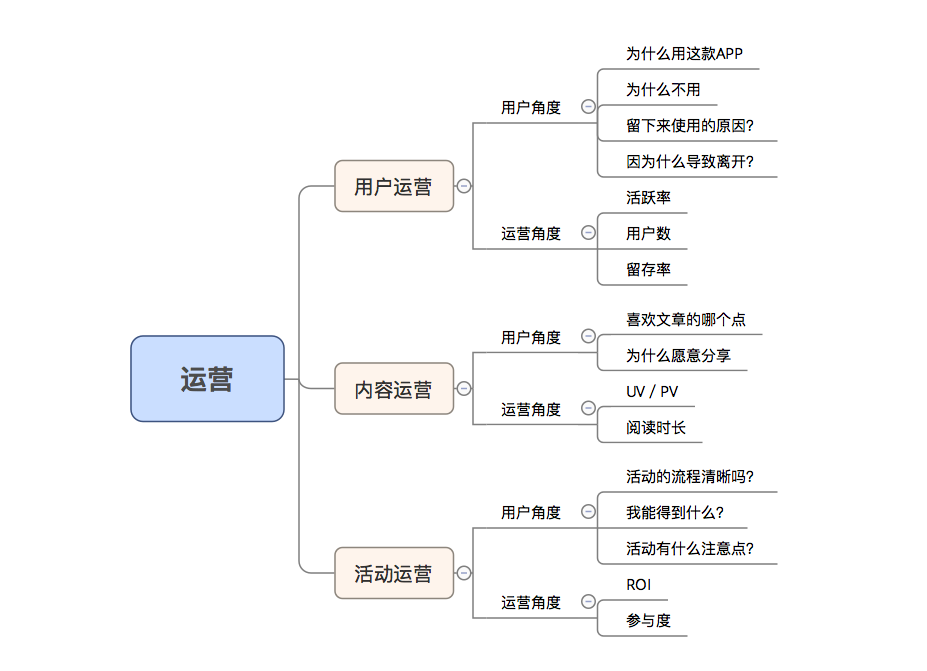 运营
用户运营
用户角度
为什么用这款APP
为什么不用
留下来使用的原因?
因为什么导致离开?
运营角度
活跃率
用户数
留存率
内容运营
用户角度
喜欢文章的哪个点
为什么愿意分享
运营角度
UV / PV
阅读时长
活动运营
用户角度
活动的流程清晰吗?
我能得到什么?
活动有什么注意点?
运营角度
ROI
参与度